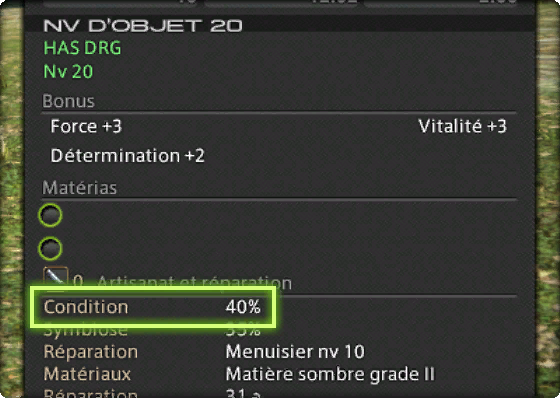 NV D'OBJET 20
HAS DRG
Nv 20
Bonus
Force +3 Vitalité +3
Détermination +2
Matérias
0 Artisanat et réparation
Condition 40%
Symbiose
Réparation Menuisier nv 10
Matériaux Matière sombre grade II
Réparation